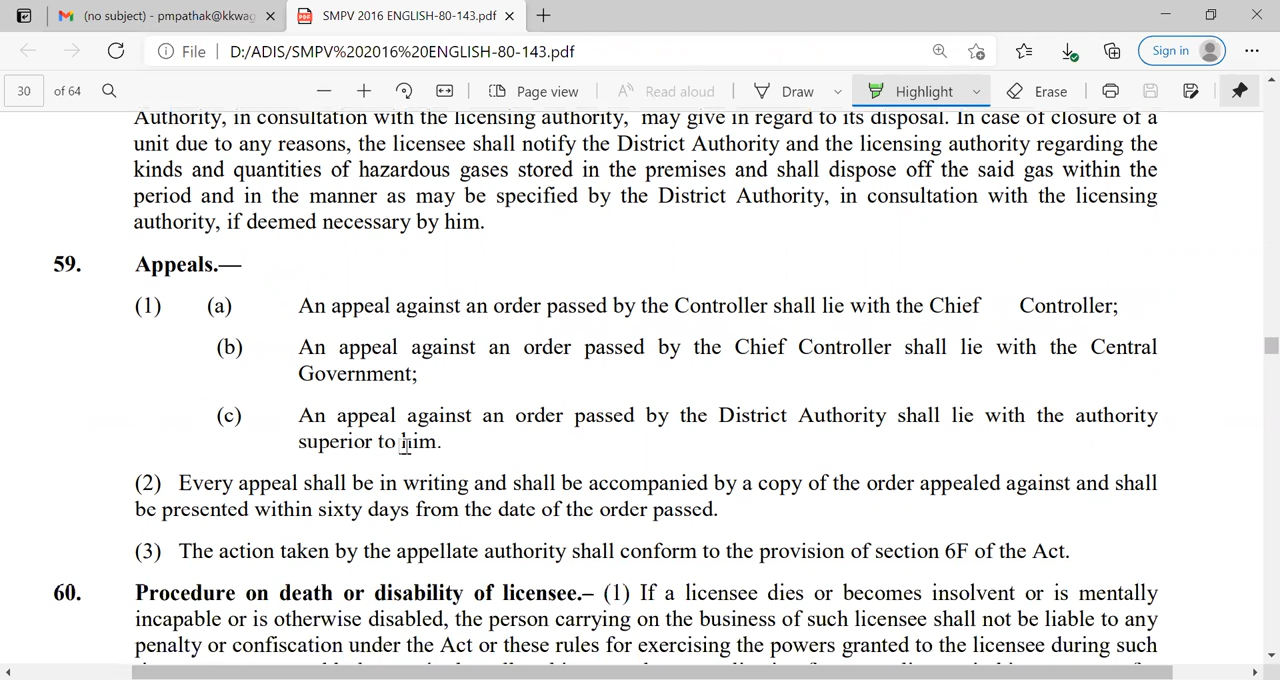 (no subject) - pmpathak@kkwag
SMPV 2016 ENGLISH-80-143.pdf
File D:/ADIS/SMPV%202016%20ENGLISH-80-143.pdf Sign in
30 of 64 Page view Read aloud Draw Highlight Erase
Authority, in consultation with the licensing authority, may give in regard to its disposal. In case of closure of a
unit due to any reasons, the licensee shall notify the District Authority and the licensing authority regarding the
kinds and quantities of hazardous gases stored in the premises and shall dispose off the said gas within the
period and in the manner as may be specified by the District Authority, in consultation with the licensing
authority, if deemed necessary by him.
59. Appeals.—
(1) (a) An appeal against an order passed by the Controller shall lie with the Chief Controller;
(b) An appeal against an order passed by the Chief Controller shall lie with the Central
Government;
(c) An appeal against an order passed by the District Authority shall lie with the authority
superior to him.
(2) Every appeal shall be in writing and shall be accompanied by a copy of the order appealed against and shall
be presented within sixty days from the date of the order passed.
(3) The action taken by the appellate authority shall conform to the provision of section 6F of the Act.
60. Procedure on death or disability of licensee.– (1) If a licensee dies or becomes insolvent or is mentally
incapable or is otherwise disabled, the person carrying on the business of such licensee shall not be liable to any
penalty or confiscation under the Act or these rules for exercising the powers granted to the licensee during such